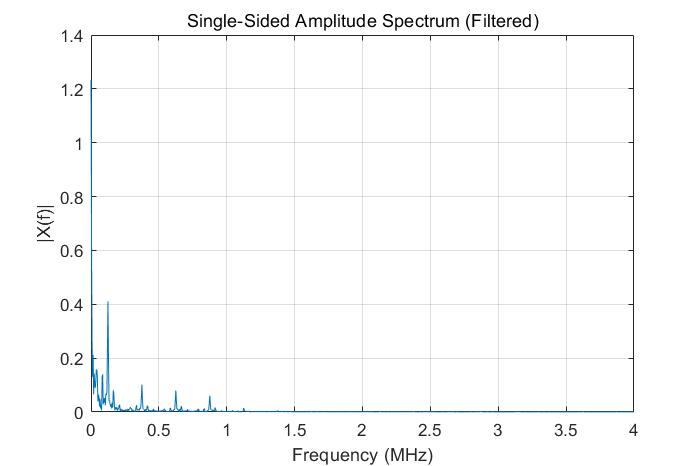 Single-Sided Amplitude Spectrum (Filtered)
1.4
1.2
1
0.8
0.6
0.4
0.2
0
|X(f)|
0 0.5 1 1.5 2 2.5 3 3.5 4
Frequency (MHz)